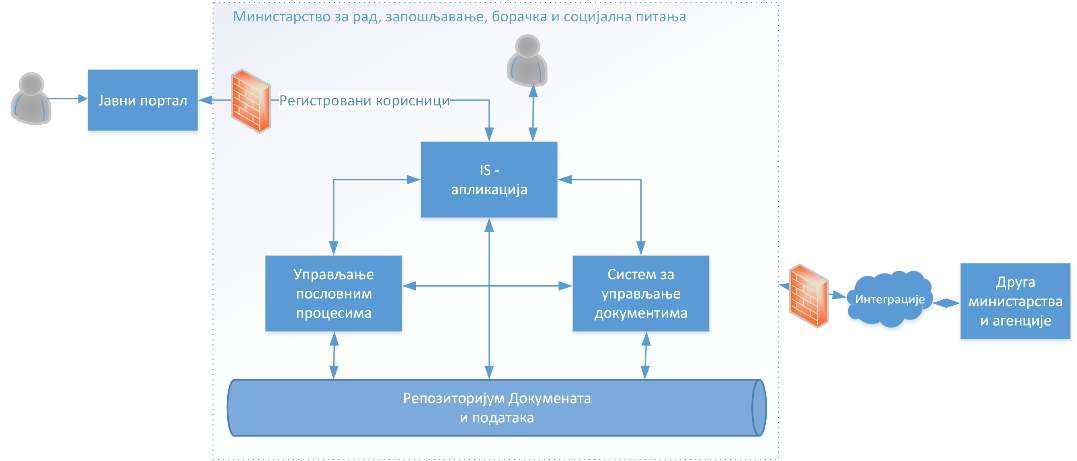 Министарство за рад, запошљавање, борачка и социјална питања
Јавни портал
Регистровани корисници
IS -
апликација
Управљање
пословним
процесима
Систем за
управљање
документима
Интеграције
Друга
министарства
и агенције
Репозиторијум Докумената
и података